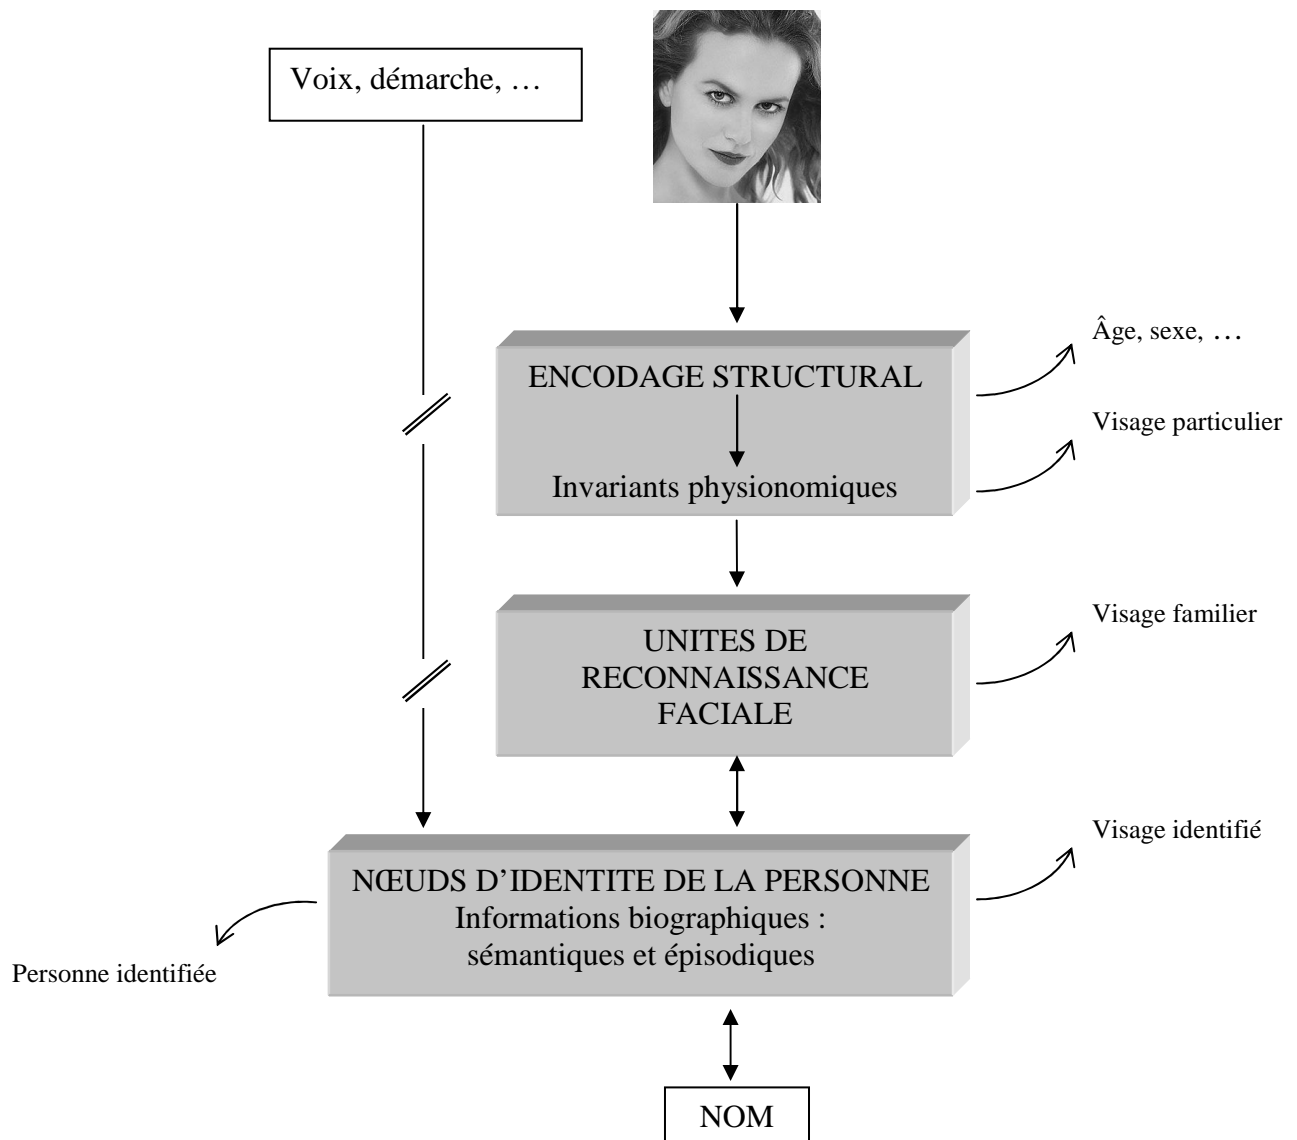 Voix, démarche, …
Âge, sexe, …
ENCODAGE STRUCTURAL
Visage particulier
Invariants physionomiques
Visage familier
UNITES DE
RECONNAISSANCE
FACIALE
Visage identifié
NŒUDS D’IDENTITE DE LA PERSONNE
Informations biographiques :
sémantiques et épisodiques
Personne identifiée
NOM